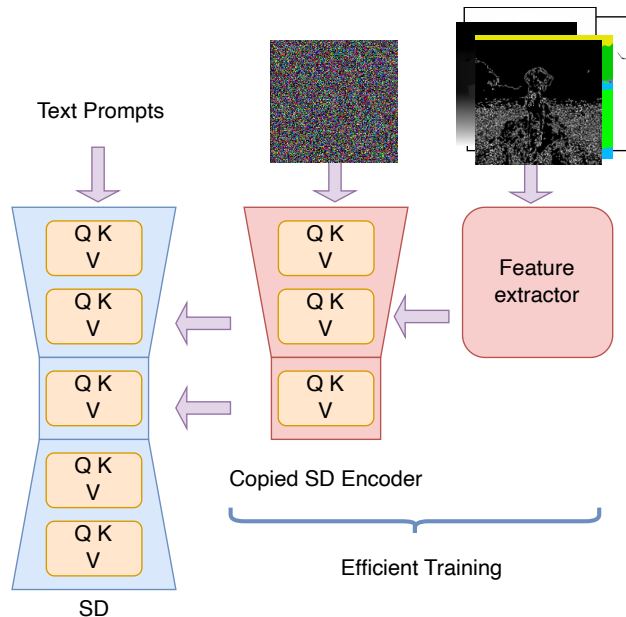 Text Prompts
Q K
V
Q K
V
Q K
V
Q K
V
Q K
V
SD
Q K
V
Q K
V
Q K
V
Copied SD Encoder
Feature
extractor
Efficient Training